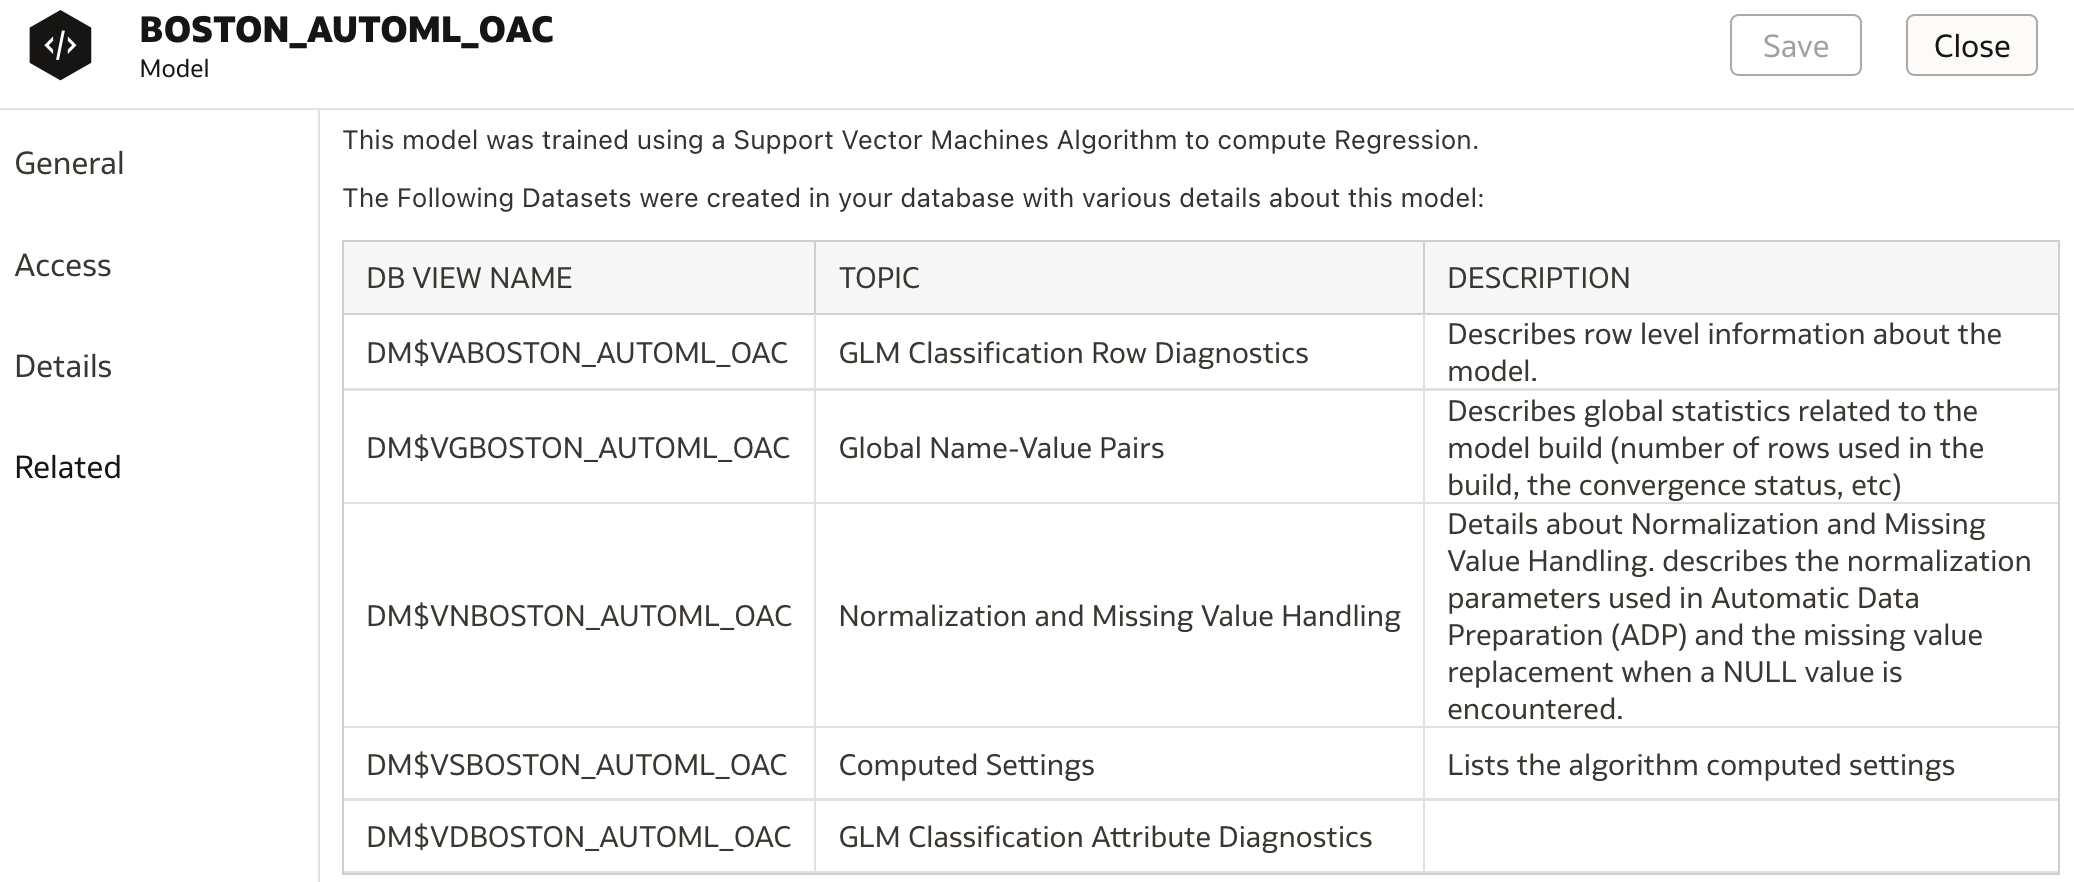 BOSTON_AUTOML_OAC
Model
Save
Close
General
Access
Details
Related
This model was trained using a Support Vector Machines Algorithm to compute Regression.
The Following Datasets were created in your database with various details about this model:
DB VIEW NAME
TOPIC
DESCRIPTION
DM$VABOSTON_AUTOML_OAC
GLM Classification Row Diagnostics
Describes row level information about the
model.
DM$VGBOSTON_AUTOML_OAC
Global Name-Value Pairs
Describes global statistics related to the
model build (number of rows used in the
build, the convergence status, etc)
DM$VNBOSTON_AUTOML_OAC
Normalization and Missing Value Handling
Details about Normalization and Missing
Value Handling. describes the normalization
parameters used in Automatic Data
Preparation (ADP) and the missing value
replacement when a NULL value is
encountered.
DM$VSBOSTON_AUTOML_OAC
Computed Settings
Lists the algorithm computed settings
DM$VDBOSTON_AUTOML_OAC
GLM Classification Attribute Diagnostics